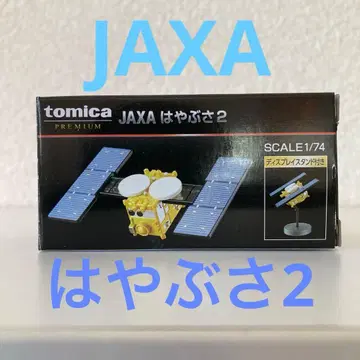 JAXA
tomica
PREMIUM
JAXA はやぶさ2
SCALE1/74
ディスプレイスタンド付き
はやぶさ2